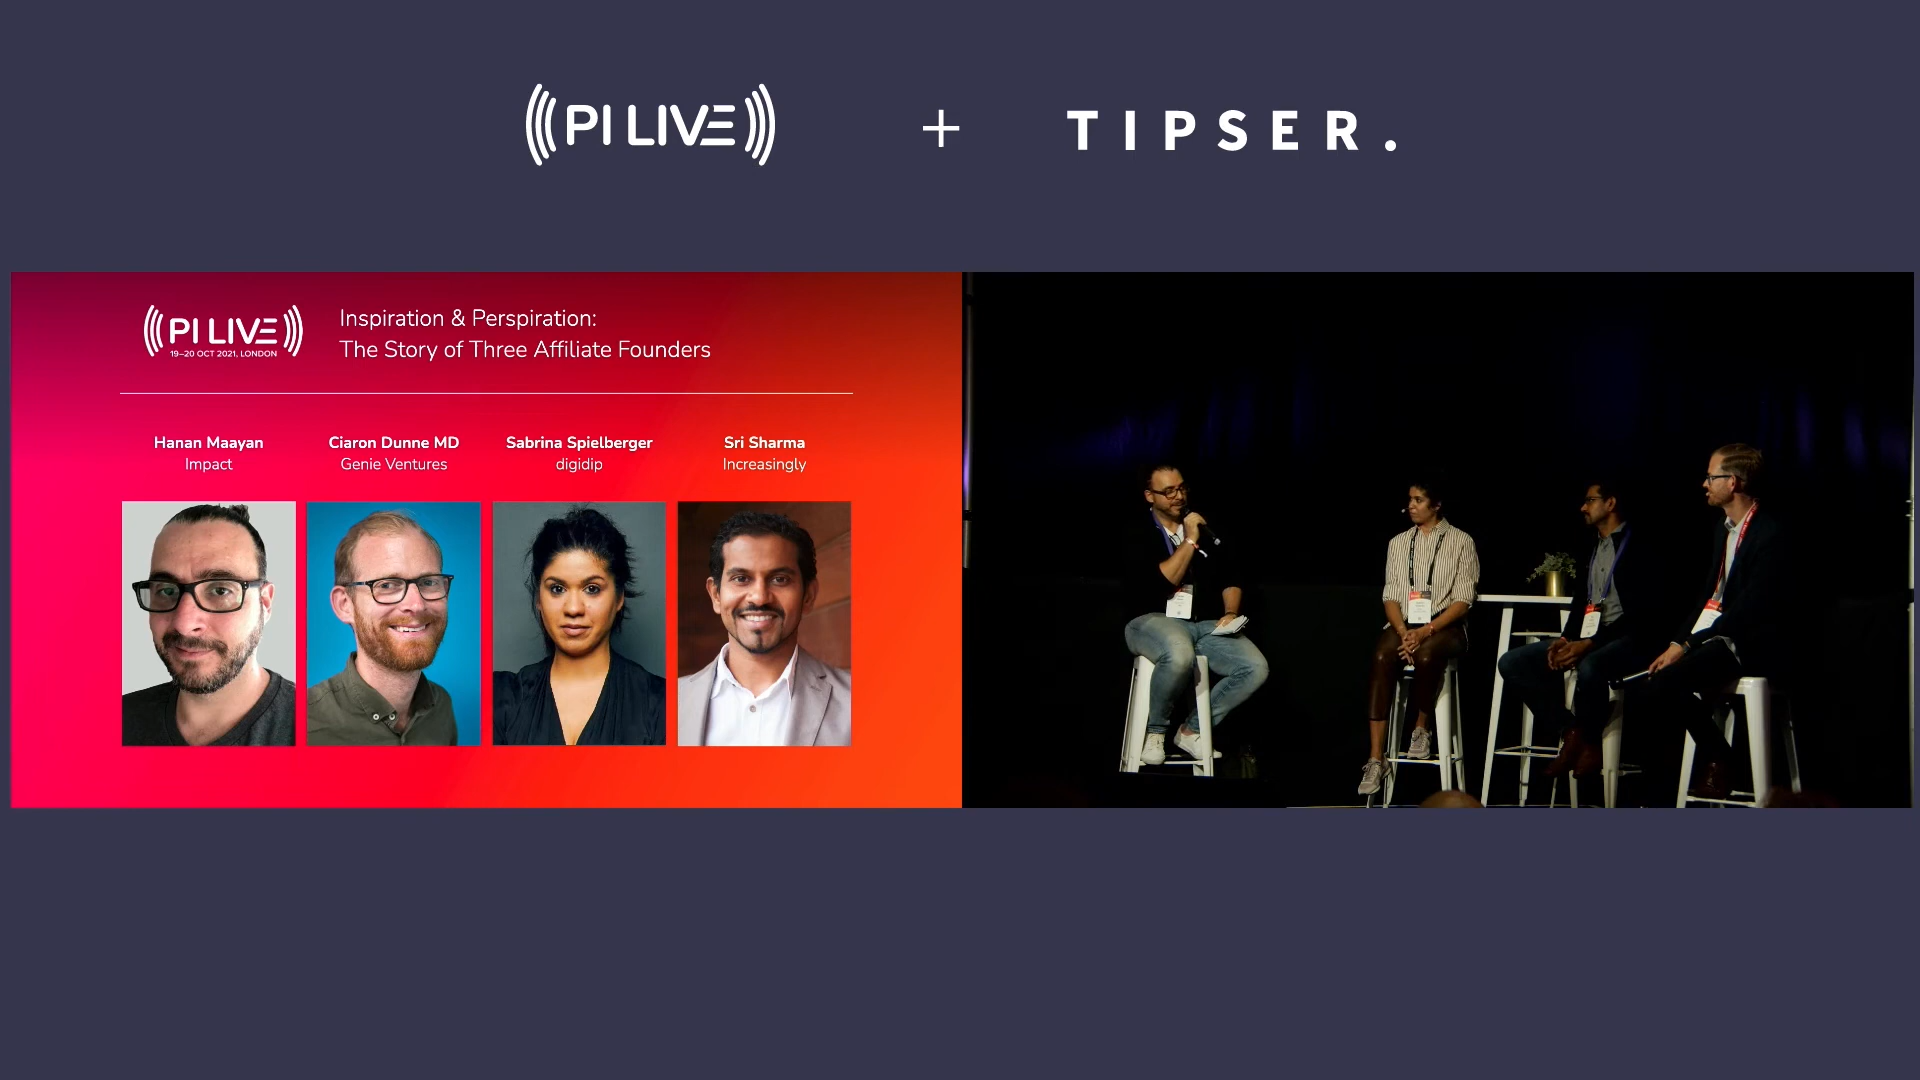 PI LIVE + TIPSER.
PI LIVE
19–20 OCT 2021, LONDON
Inspiration & Perspiration:
The Story of Three Affiliate Founders
Hanan Maayan
Impact
Ciaron Dunne MD
Genie Ventures
Sabrina Spielberger
digidip
Sri Sharma
Increasingly